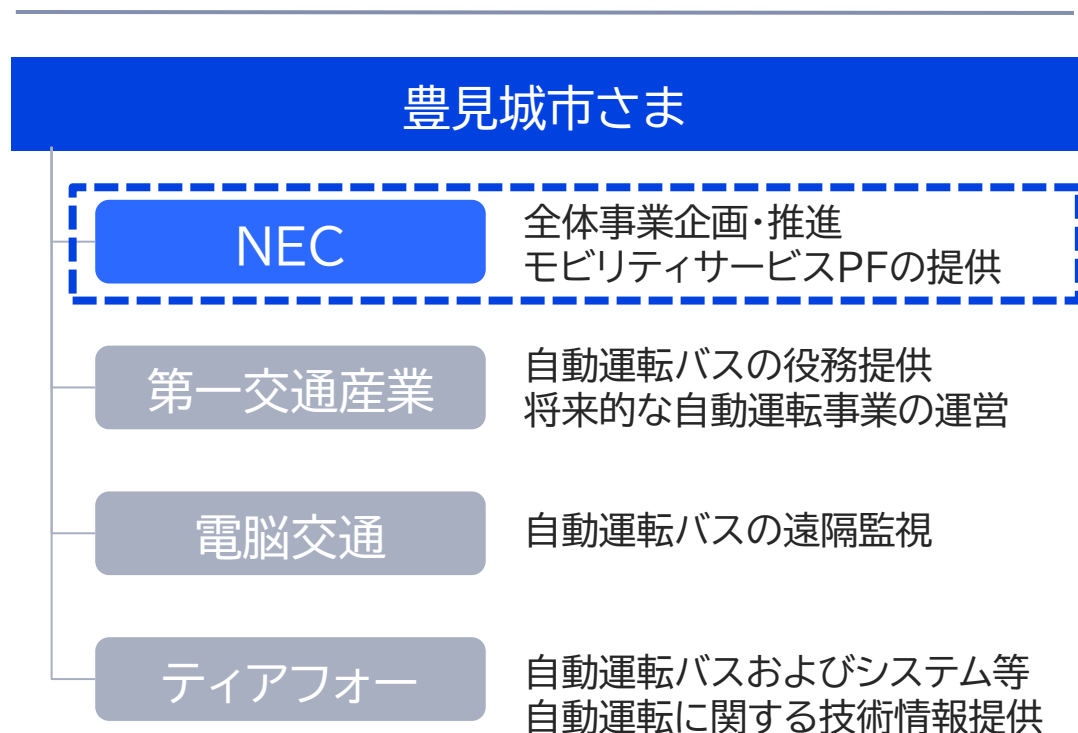 豊見城市さま
NEC
全体事業企画・推進
モビリティサービスPFの提供
第一交通産業
自動運転バスの役務提供
将来的な自動運転事業の運営
電脳交通
自動運転バスの遠隔監視
ティアフォー
自動運転バスおよびシステム等
自動運転に関する技術情報提供